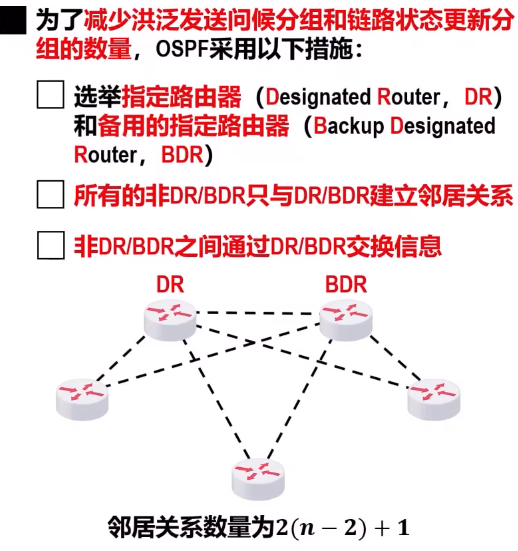 为了减少洪泛发送问候分组和链路状态更新分
组的数量，OSPF采用以下措施：
选举指定路由器（Designated Router，DR）
和备用的指定路由器（Backup Designated
Router，BDR）
所有的非DR/BDR只与DR/BDR建立邻居关系
非DR/BDR之间通过DR/BDR交换信息
DR BDR
邻居关系数量为2(n − 2) + 1